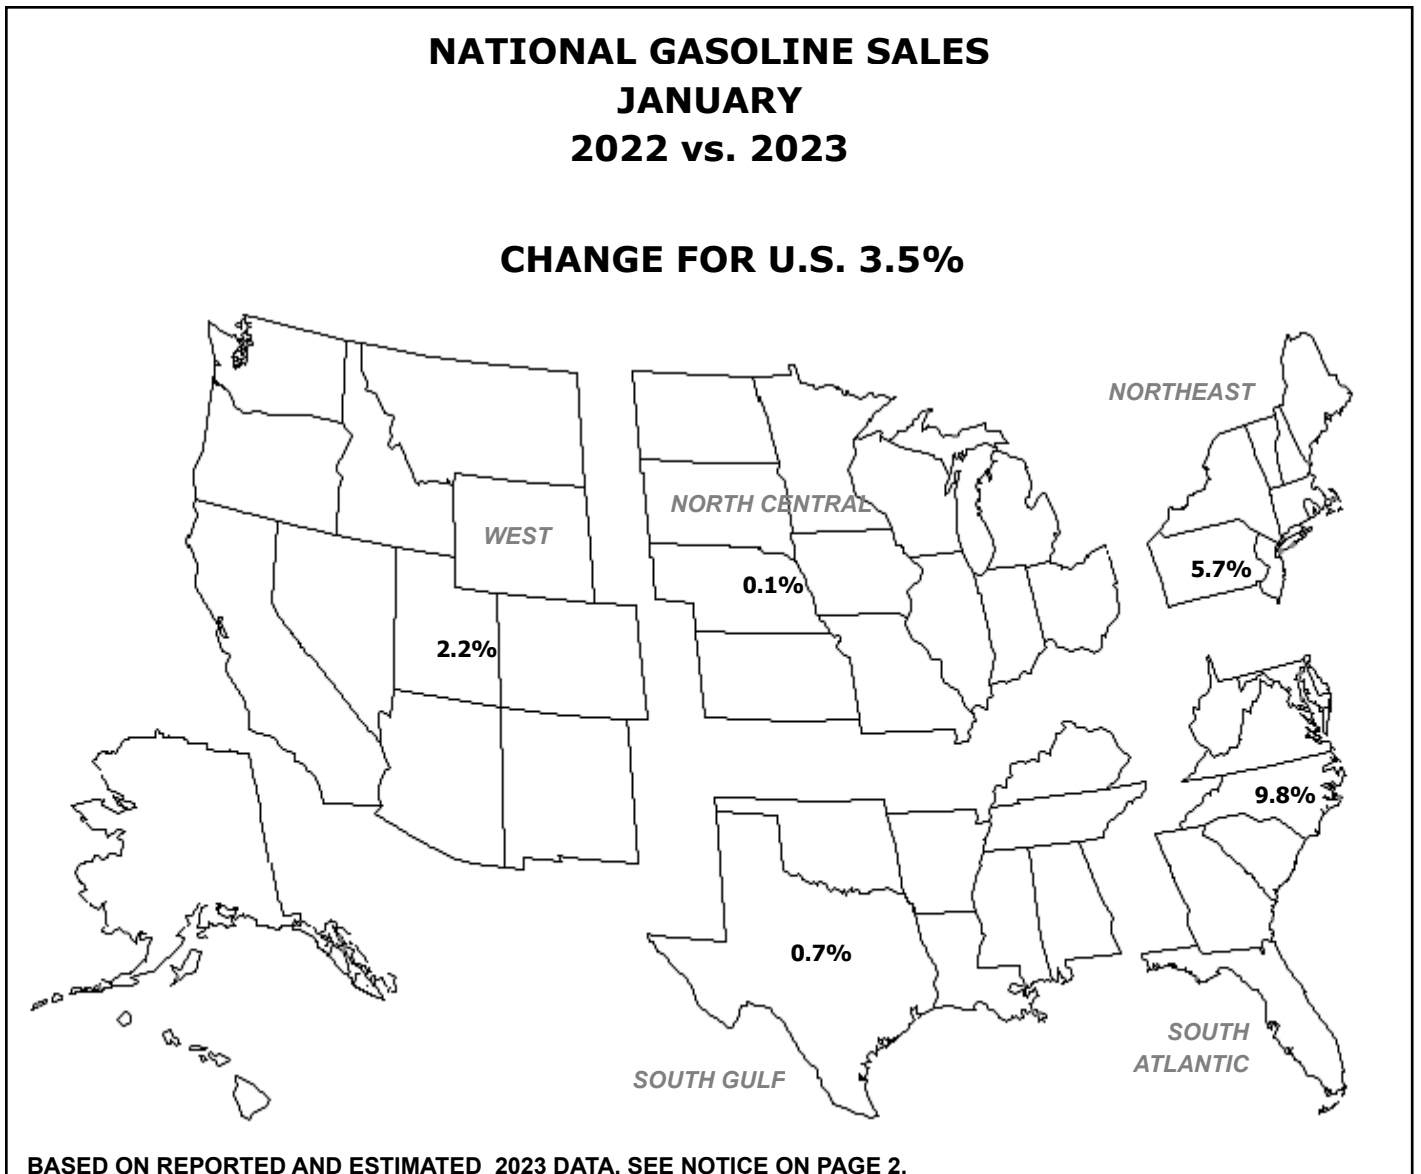 NATIONAL GASOLINE SALES
JANUARY
2022 vs. 2023
CHANGE FOR U.S. 3.5%
NORTHEAST
NORTH CENTRAL
WEST
5.7%
0.1%
2.2%
9.8%
0.7%
SOUTH
ATLANTIC
SOUTH GULF
BASED ON REPORTED AND ESTIMATED 2023 DATA. SEE NOTICE ON PAGE 2.